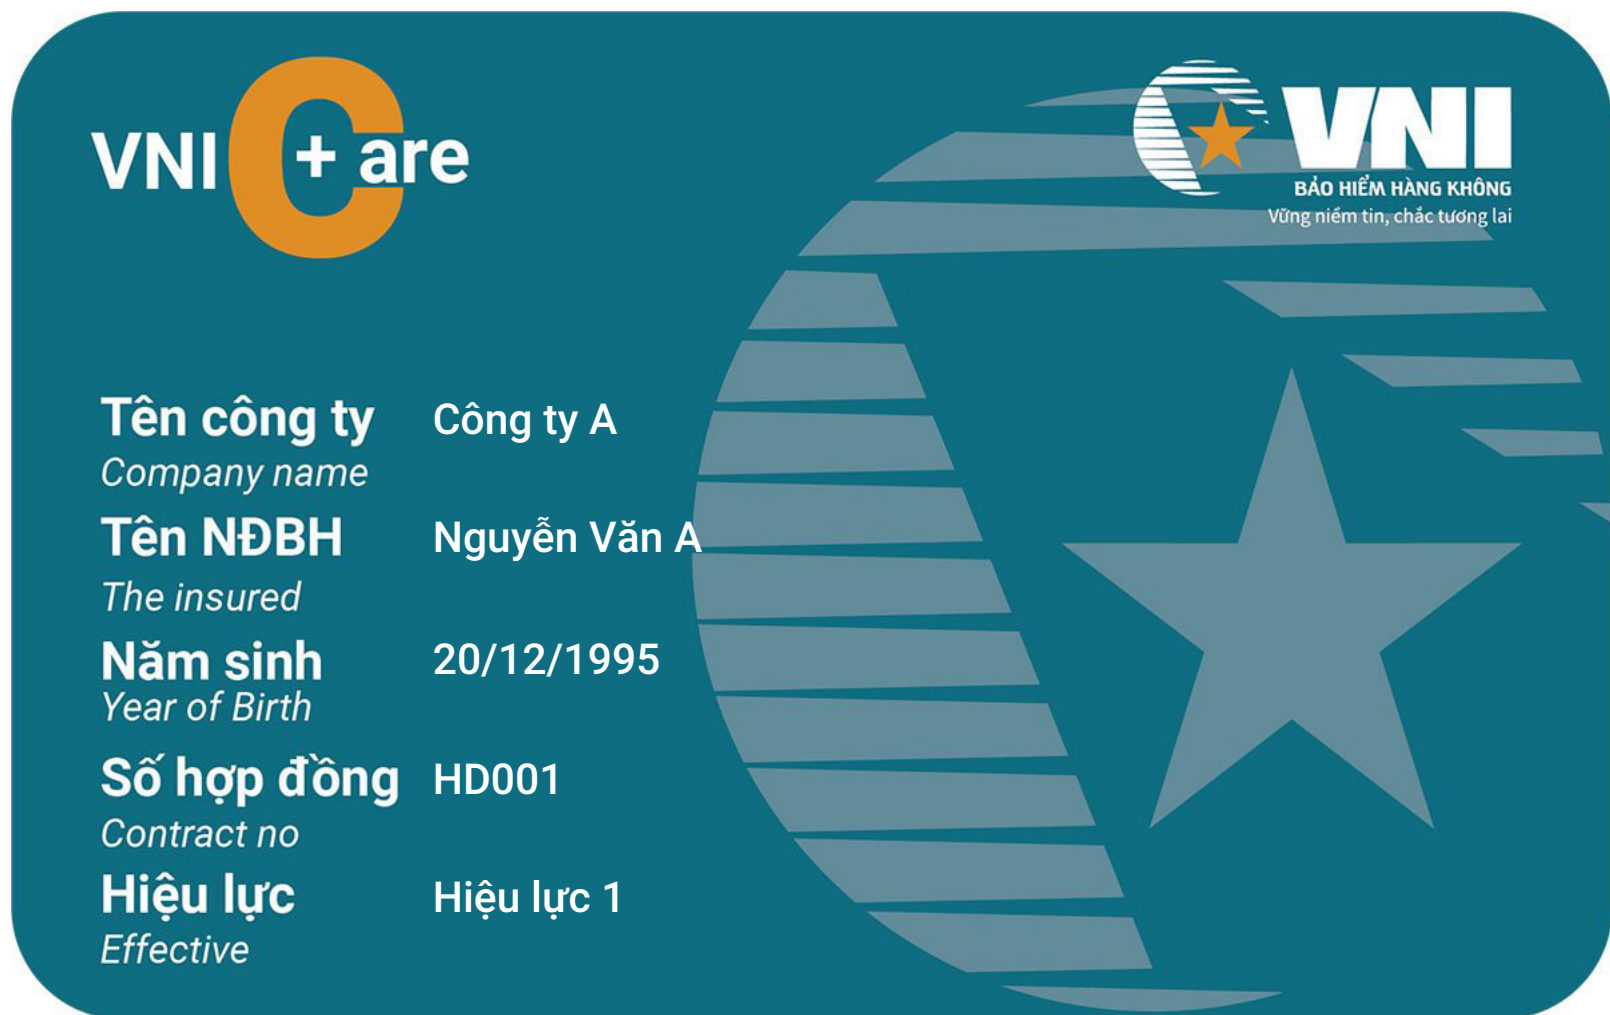 VNI C+are
VNI
BẢO HIỂM HÀNG KHÔNG
Vững niềm tin, chắc tương lai
Tên công ty Công ty A
Company name
Tên NĐBH Nguyễn Văn A
The insured
Năm sinh 20/12/1995
Year of Birth
Số hợp đồng HD001
Contract no
Hiệu lực Hiệu lực 1
Effective